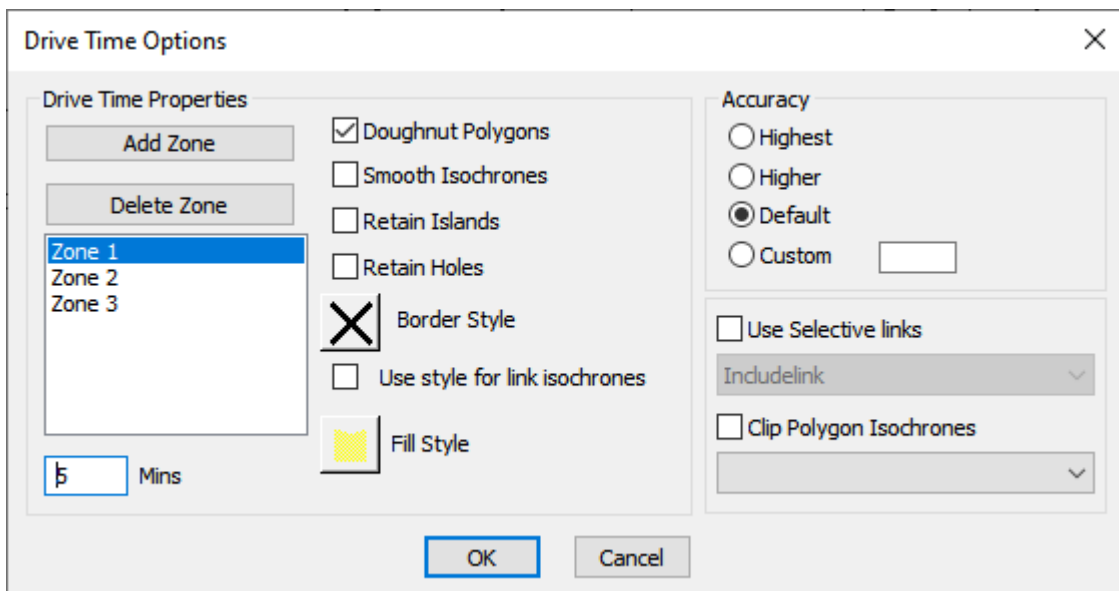 Drive Time Options
Drive Time Properties
Add Zone
Delete Zone
Zone 1
Zone 2
Zone 3
5 Mins
Doughnut Polygons
Smooth Isochrones
Retain Islands
Retain Holes
Border Style
Use style for link isochrones
Fill Style
Accuracy
Highest
Higher
Default
Custom
Use Selective links
Includelink
Clip Polygon Isochrones
OK
Cancel